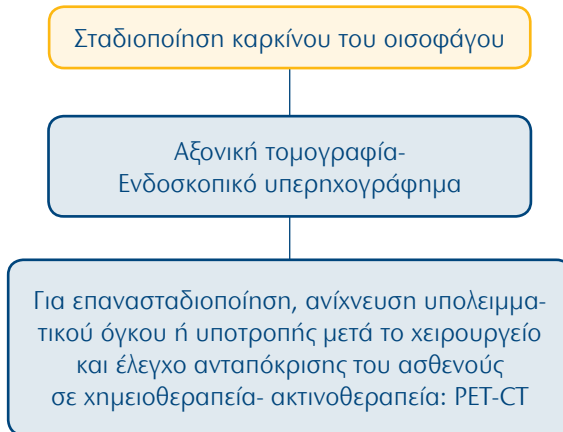 Σταδιοποίηση καρκίνου του οισοφάγου
Αξονική τομογραφία-
Ενδοσκοπικό υπερηχογράφημα
Για επανασταδιοποίηση, ανίχνευση υπολειμμα-
τικού όγκου ή υποτροπής μετά το χειρουργείο
και έλεγχο ανταπόκρισης του ασθενούς
σε χημειοθεραπεία- ακτινοθεραπεία: PET-CT